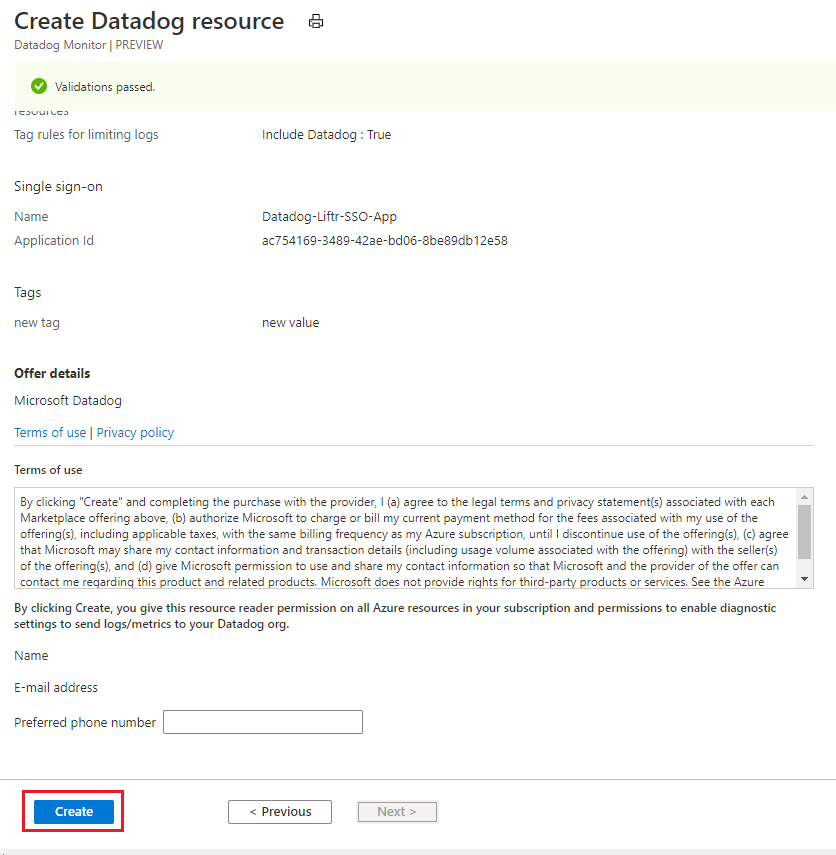 Create Datadog resource
Datadog Monitor | PREVIEW
Validations passed.
resources
Tag rules for limiting logs Include Datadog : True
Single sign-on
Name Datadog-Liftr-SSO-App
Application Id ac754169-3489-42ae-bd06-8be89db12e58
Tags
new tag new value
Offer details
Microsoft Datadog
Terms of use | Privacy policy
Terms of use
By clicking "Create" and completing the purchase with the provider, I (a) agree to the legal terms and privacy statement(s) associated with each
Marketplace offering above, (b) authorize Microsoft to charge or bill my current payment method for the fees associated with my use of the
offering(s), including applicable taxes, with the same billing frequency as my Azure subscription, until I discontinue use of the offering(s), (c) agree
that Microsoft may share my contact information and transaction details (including usage volume associated with the offering) with the seller(s)
of the offering(s), and (d) give Microsoft permission to use and share my contact information so that Microsoft and the provider of the offer can
contact me regarding this product and related products. Microsoft does not provide rights for third-party products or services. See the Azure
By clicking Create, you give this resource reader permission on all Azure resources in your subscription and permissions to enable diagnostic
settings to send logs/metrics to your Datadog org.
Name
E-mail address
Preferred phone number
Create < Previous Next >